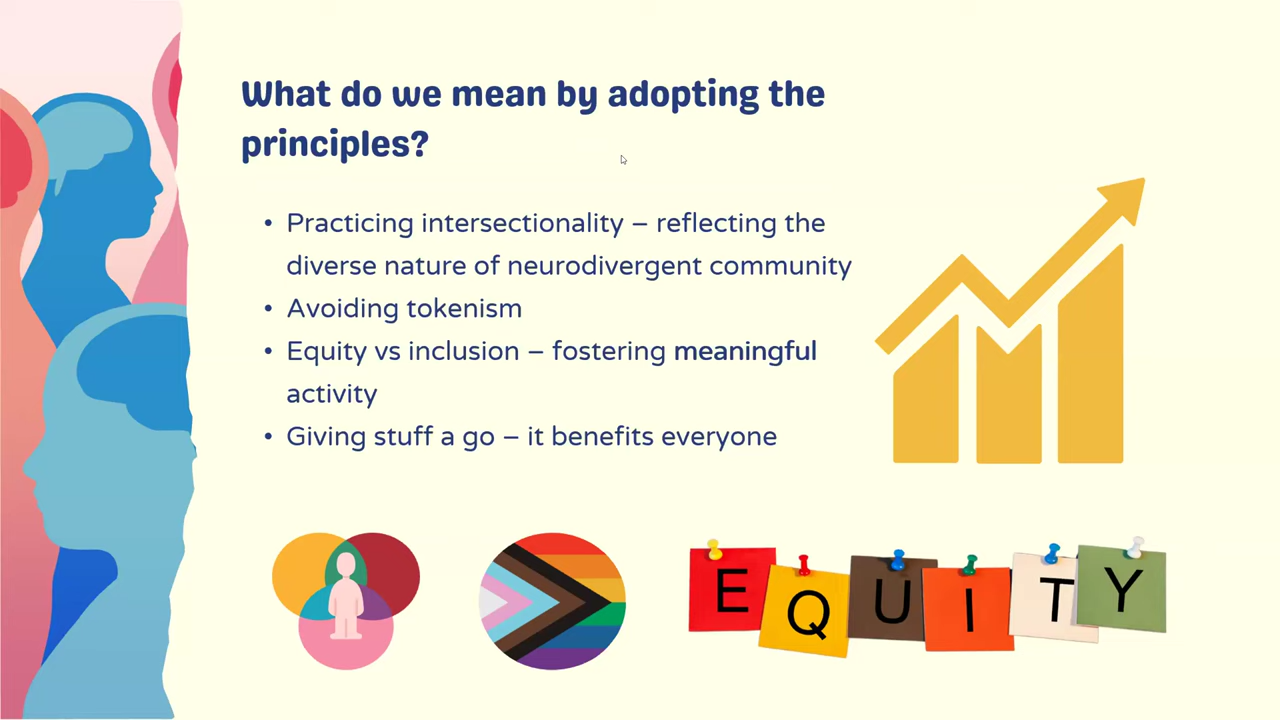 What do we mean by adopting the
principles?
• Practicing intersectionality – reflecting the
diverse nature of neurodivergent community
• Avoiding tokenism
• Equity vs inclusion – fostering meaningful
activity
• Giving stuff a go – it benefits everyone
EQUITY